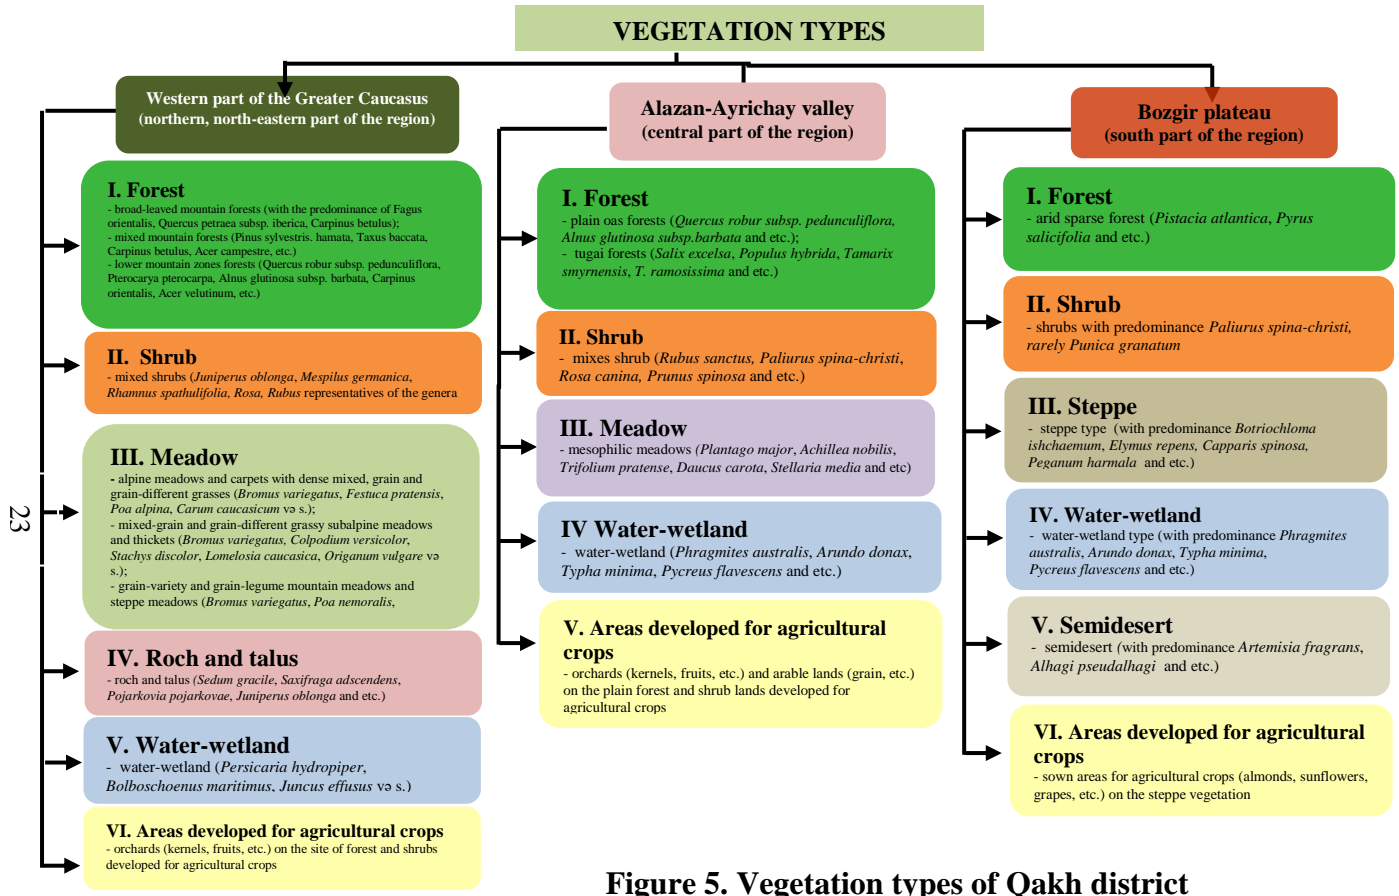 VEGETATION TYPES
Western part of the Greater Caucasus
(northern, north-eastern part of the region)
I. Forest
- broad-leaved mountain forests (with the predominance of Fagus
orientalis, Quercus petraea subsp. iberica, Carpinus betulus);
- mixed mountain forests (Pinus sylvestris. hamata, Taxus baccata,
Carpinus betulus, Acer campestre, etc.)
- lower mountain zones forests (Quercus robur subsp. pedunculiflora,
Pterocarya pterocarpa, Alnus glutinosa subsp. barbata, Carpinus
orientalis, Acer velutinum, etc.)
II. Shrub
- mixed shrubs (Juniperus oblonga, Mespilus germanica,
Rhamnus spathulifolia, Rosa, Rubus representatives of the genera
III. Meadow
- alpine meadows and carpets with dense mixed, grain and
grain-different grasses (Bromus variegatus, Festuca pratensis,
Poa alpina, Carum caucasicum və s.);
- mixed-grain and grain-different grassy subalpine meadows
and thickets (Bromus variegatus, Colpodium versicolor,
Stachys discolor, Lomelosia caucasica, Origanum vulgare və
s.);
- grain-variety and grain-legume mountain meadows and
steppe meadows (Bromus variegatus, Poa nemoralis,
IV. Roch and talus
- roch and talus (Sedum gracile, Saxifraga adscendens,
Pojarkovia pojarkovae, Juniperus oblonga and etc.)
V. Water-wetland
- water-wetland (Persicaria hydropiper,
Bolboschoenus maritimus, Juncus effusus və s.)
VI. Areas developed for agricultural crops
- orchards (kernels, fruits, etc.) on the site of forest and shrubs
developed for agricultural crops
Alazan-Ayrichay valley
(central part of the region)
I. Forest
- plain oas forests (Quercus robur subsp. pedunculiflora,
Alnus glutinosa subsp.barbata and etc.);
- tugai forests (Salix excelsa, Populus hybrida, Tamarix
smyrnensis, T. ramosissima and etc.)
II. Shrub
- mixes shrub (Rubus sanctus, Paliurus spina-christi,
Rosa canina, Prunus spinosa and etc.)
III. Meadow
- mesophilic meadows (Plantago major, Achillea nobilis,
Trifolium pratense, Daucus carota, Stellaria media and etc)
IV Water-wetland
- water-wetland (Phragmites australis, Arundo donax,
Typha minima, Pycreus flavescens and etc.)
V. Areas developed for agricultural
crops
- orchards (kernels, fruits, etc.) and arable lands (grain, etc.)
on the plain forest and shrub lands developed for
agricultural crops
Bozgir plateau
(south part of the region)
I. Forest
- arid sparse forest (Pistacia atlantica, Pyrus
salicifolia and etc.)
II. Shrub
- shrubs with predominance Paliurus spina-christi,
rarely Punica granatum
III. Steppe
- steppe type (with predominance Botriochloma
ishchaemum, Elymus repens, Capparis spinosa,
Peganum harmala and etc.)
IV. Water-wetland
- water-wetland type (with predominance Phragmites
australis, Arundo donax, Typha minima,
Pycreus flavescens and etc.)
V. Semidesert
- semidesert (with predominance Artemisia fragrans,
Alhagi pseudalhagi and etc.)
VI. Areas developed for agricultural
crops
- sown areas for agricultural crops (almonds, sunflowers,
grapes, etc.) on the steppe vegetation
23
Figure 5. Vegetation types of Qakh district